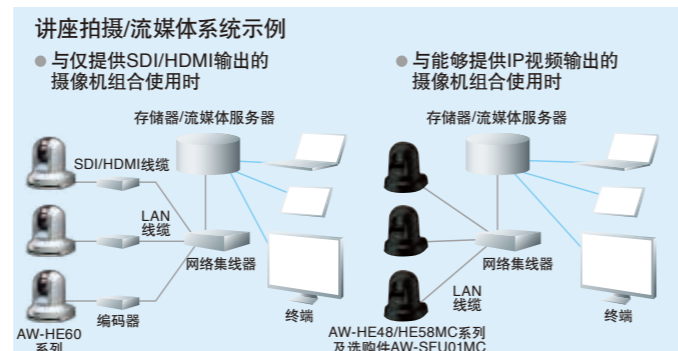 讲座拍摄/流媒体系统示例
● 与仅提供SDI/HDMI输出的
摄像机组合使用时
存储器/流媒体服务器
SDI/HDMI线缆
LAN
线缆
网络集线器
编码器
终端
AW-HE60
系列
● 与能够提供IP视频输出的
摄像机组合使用时
存储器/流媒体服务器
网络集线器
LAN
线缆
终端
AW-HE48/HE58MC系列
及选购件AW-SFU01MC